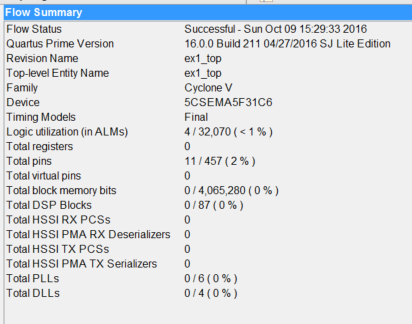 Flow Summary
Flow Status Successful - Sun Oct 09 15:29:33 2016
Quartus Prime Version 16.0.0 Build 211 04/27/2016 SJ Lite Edition
Revision Name ex1_top
Top-level Entity Name ex1_top
Family Cyclone V
Device 5CSEMA5F31C6
Timing Models Final
Logic utilization (in ALMs) 4 / 32,070 ( < 1 % )
Total registers 0
Total pins 11 / 457 ( 2 % )
Total virtual pins 0
Total block memory bits 0 / 4,065,280 ( 0 % )
Total DSP Blocks 0 / 87 ( 0 % )
Total HSSI RX PCSs 0
Total HSSI PMA RX Deserializers 0
Total HSSI TX PCSs 0
Total HSSI PMA TX Serializers 0
Total PLLs 0 / 6 ( 0 % )
Total DLLs 0 / 4 ( 0 % )